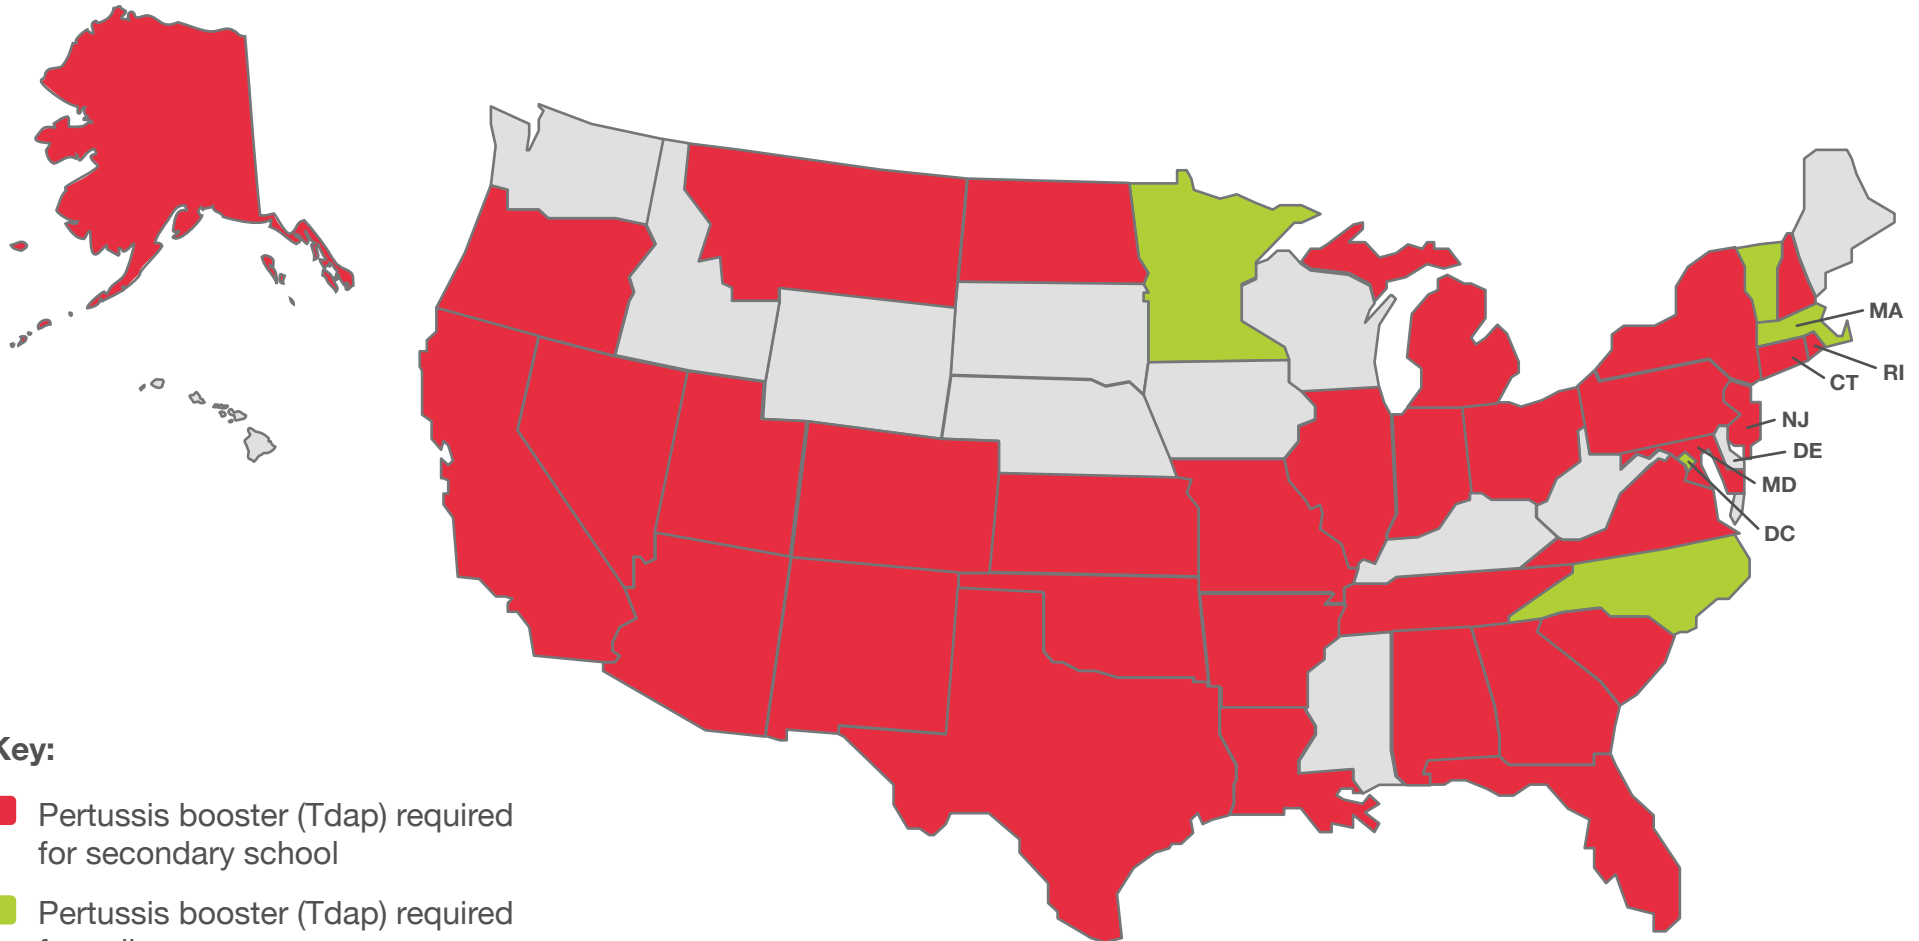 MA
RI
CT
NJ
DE
MD
DC
Key:
Pertussis booster (Tdap) required
for secondary school
Pertussis booster (Tdap) required